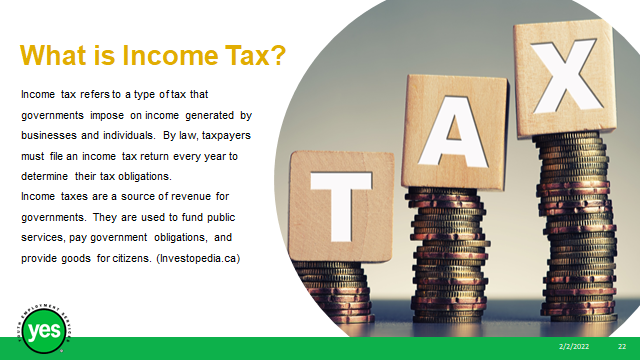 What is Income Tax?
Income tax refers to a type of tax that
governments impose on income generated by
businesses and individuals. By law, taxpayers
must file an income tax return every year to
determine their tax obligations.
Income taxes are a source of revenue for
governments. They are used to fund public
services, pay government obligations, and
provide goods for citizens. (Investopedia.ca)
T
A
X
YOUTH EMPLOYMENT SERVICES
yes
2/2/2022
22